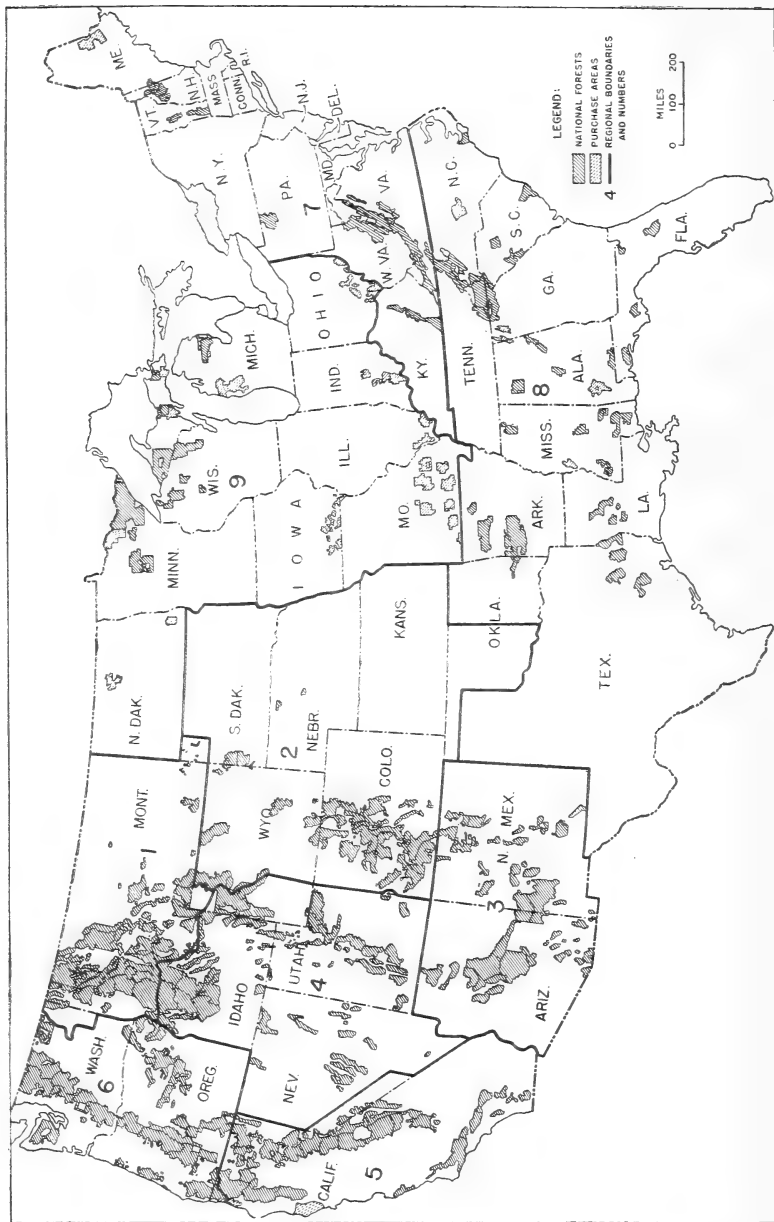 WASH.
6
OREG.
CALIF.
5
NEV.
IDAHO
UTAH
4
ARIZ.
MONT.
1
WYO.
COLO.
N. MEX.
3
N. DAK.
S. DAK.
NEBR.
2
KANS.
OKLA.
TEX.
MINN.
IOWA
MO.
ARK.
LA.
WIS.
9
ILL.
MICH.
IND.
OHIO
KY.
TENN.
MISS.
ALA.
8
GA.
FLA.
S.C.
N.C.
VA.
W. VA.
MD.
DEL.
N.J.
PA.
7
N.Y.
CONN.
R.I.
MASS
VT.
N.H.
ME.
LEGEND:
NATIONAL FORESTS
PURCHASE AREAS
4 REGIONAL BOUNDARIES
AND NUMBERS
MILES
0 100 200